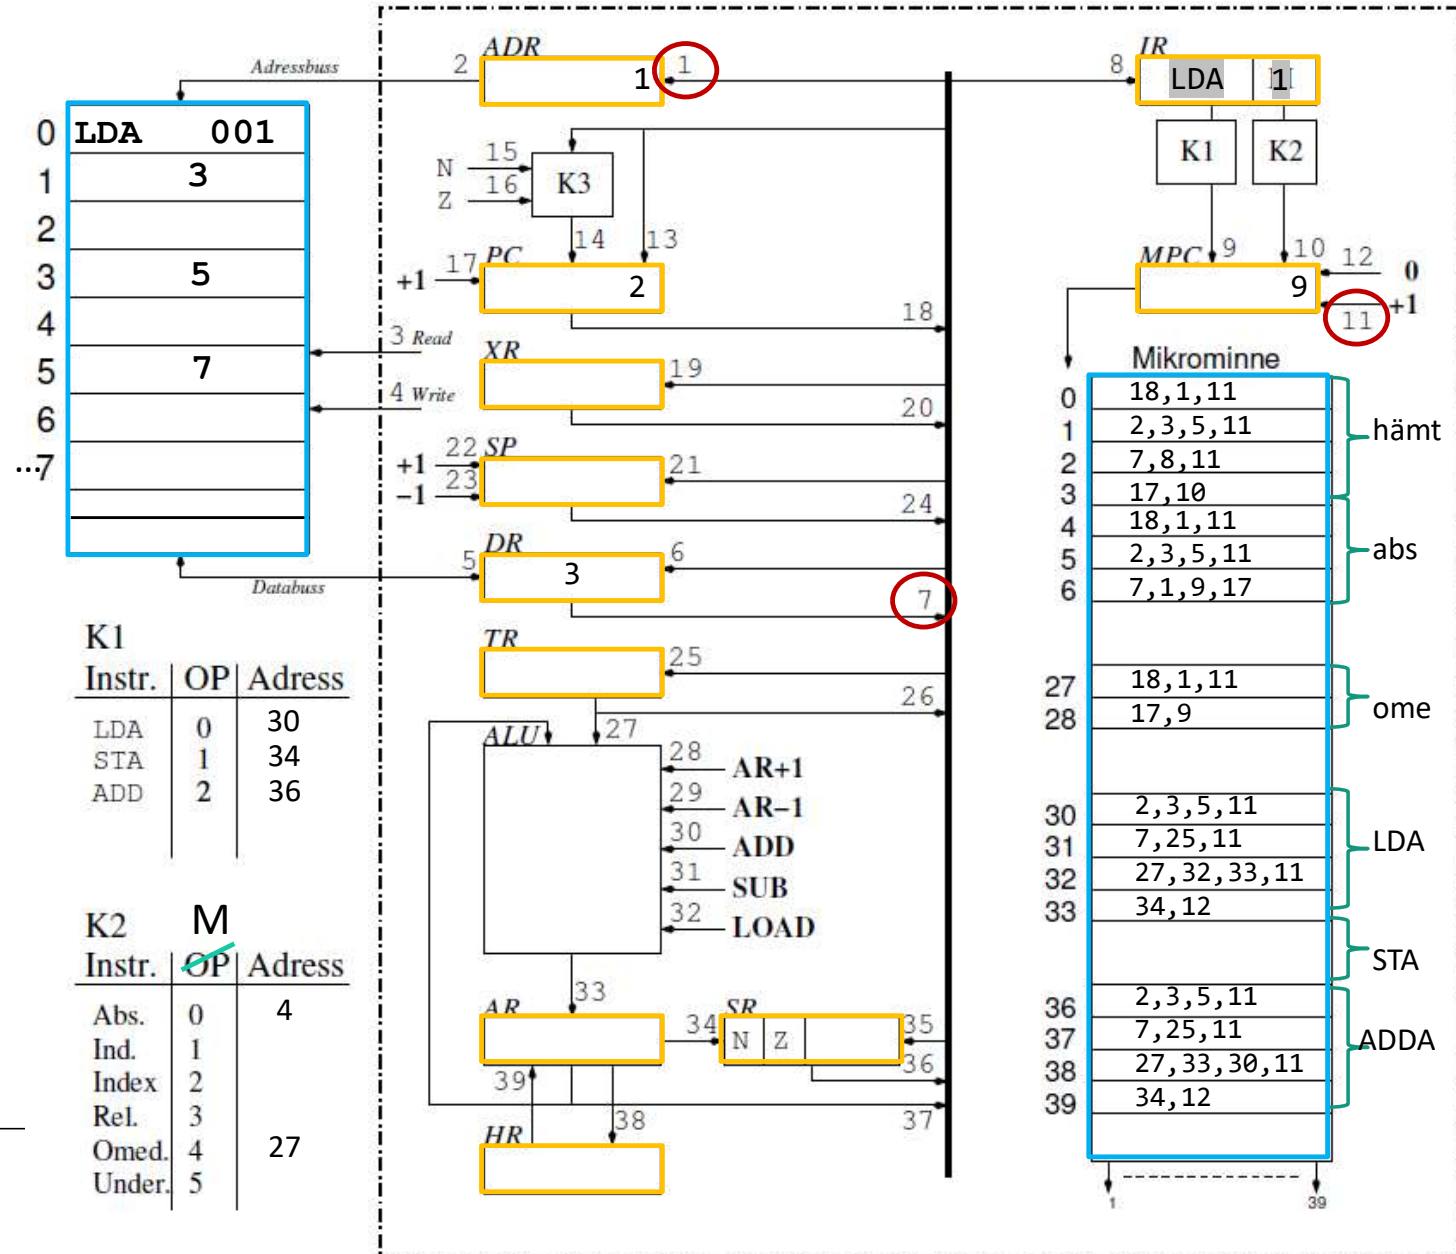 ADR
IR
Adressbuss
2
1
1
8
LDA
1
0 LDA 001
1 3
2
3 5
4
5 7
6
...7
N 15
Z 16
K3
K1
K2
14
13
+1 17 PC
2
18
MPC 9
10
12 0
9
11 +1
3 Read
4 Write
XR
19
20
+1 22 SP
-1 23
21
24
DR
5
3
6
7
Databuss
TR
25
26
27
ALU
28 AR+1
29 AR-1
30 ADD
31 SUB
32 LOAD
33
AR
34
SR
N Z
35
36
37
39
38
HR
Mikrominne
0 18,1,11
1 2,3,5,11
2 7,8,11
3 17,10
hämt
4 18,1,11
5 2,3,5,11
6 7,1,9,17
abs
27 18,1,11
28 17,9
ome
30 2,3,5,11
31 7,25,11
32 27,32,33,11
33 34,12
LDA
STA
36 2,3,5,11
37 7,25,11
38 27,33,30,11
39 34,12
ADDA
1
39
K1
Instr. OP Adress
LDA 0 30
STA 1 34
ADD 2 36
K2 M
Instr. OP Adress
Abs. 0 4
Ind. 1
Index 2
Rel. 3
Omed. 4 27
Under. 5